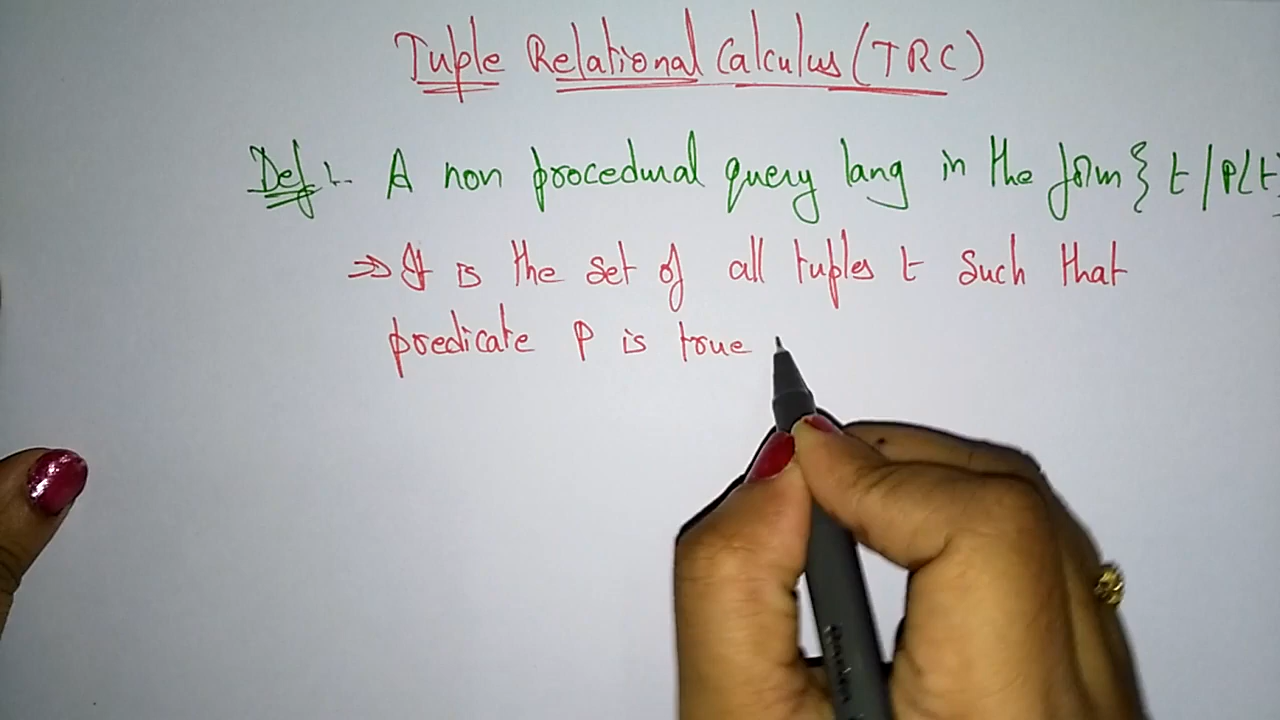 Tuple Relational Calculus (TRC)
Def :- A non procedural query lang in the form { t / P(t)
⇒ It is the set of all tuples t such that
predicate P is true